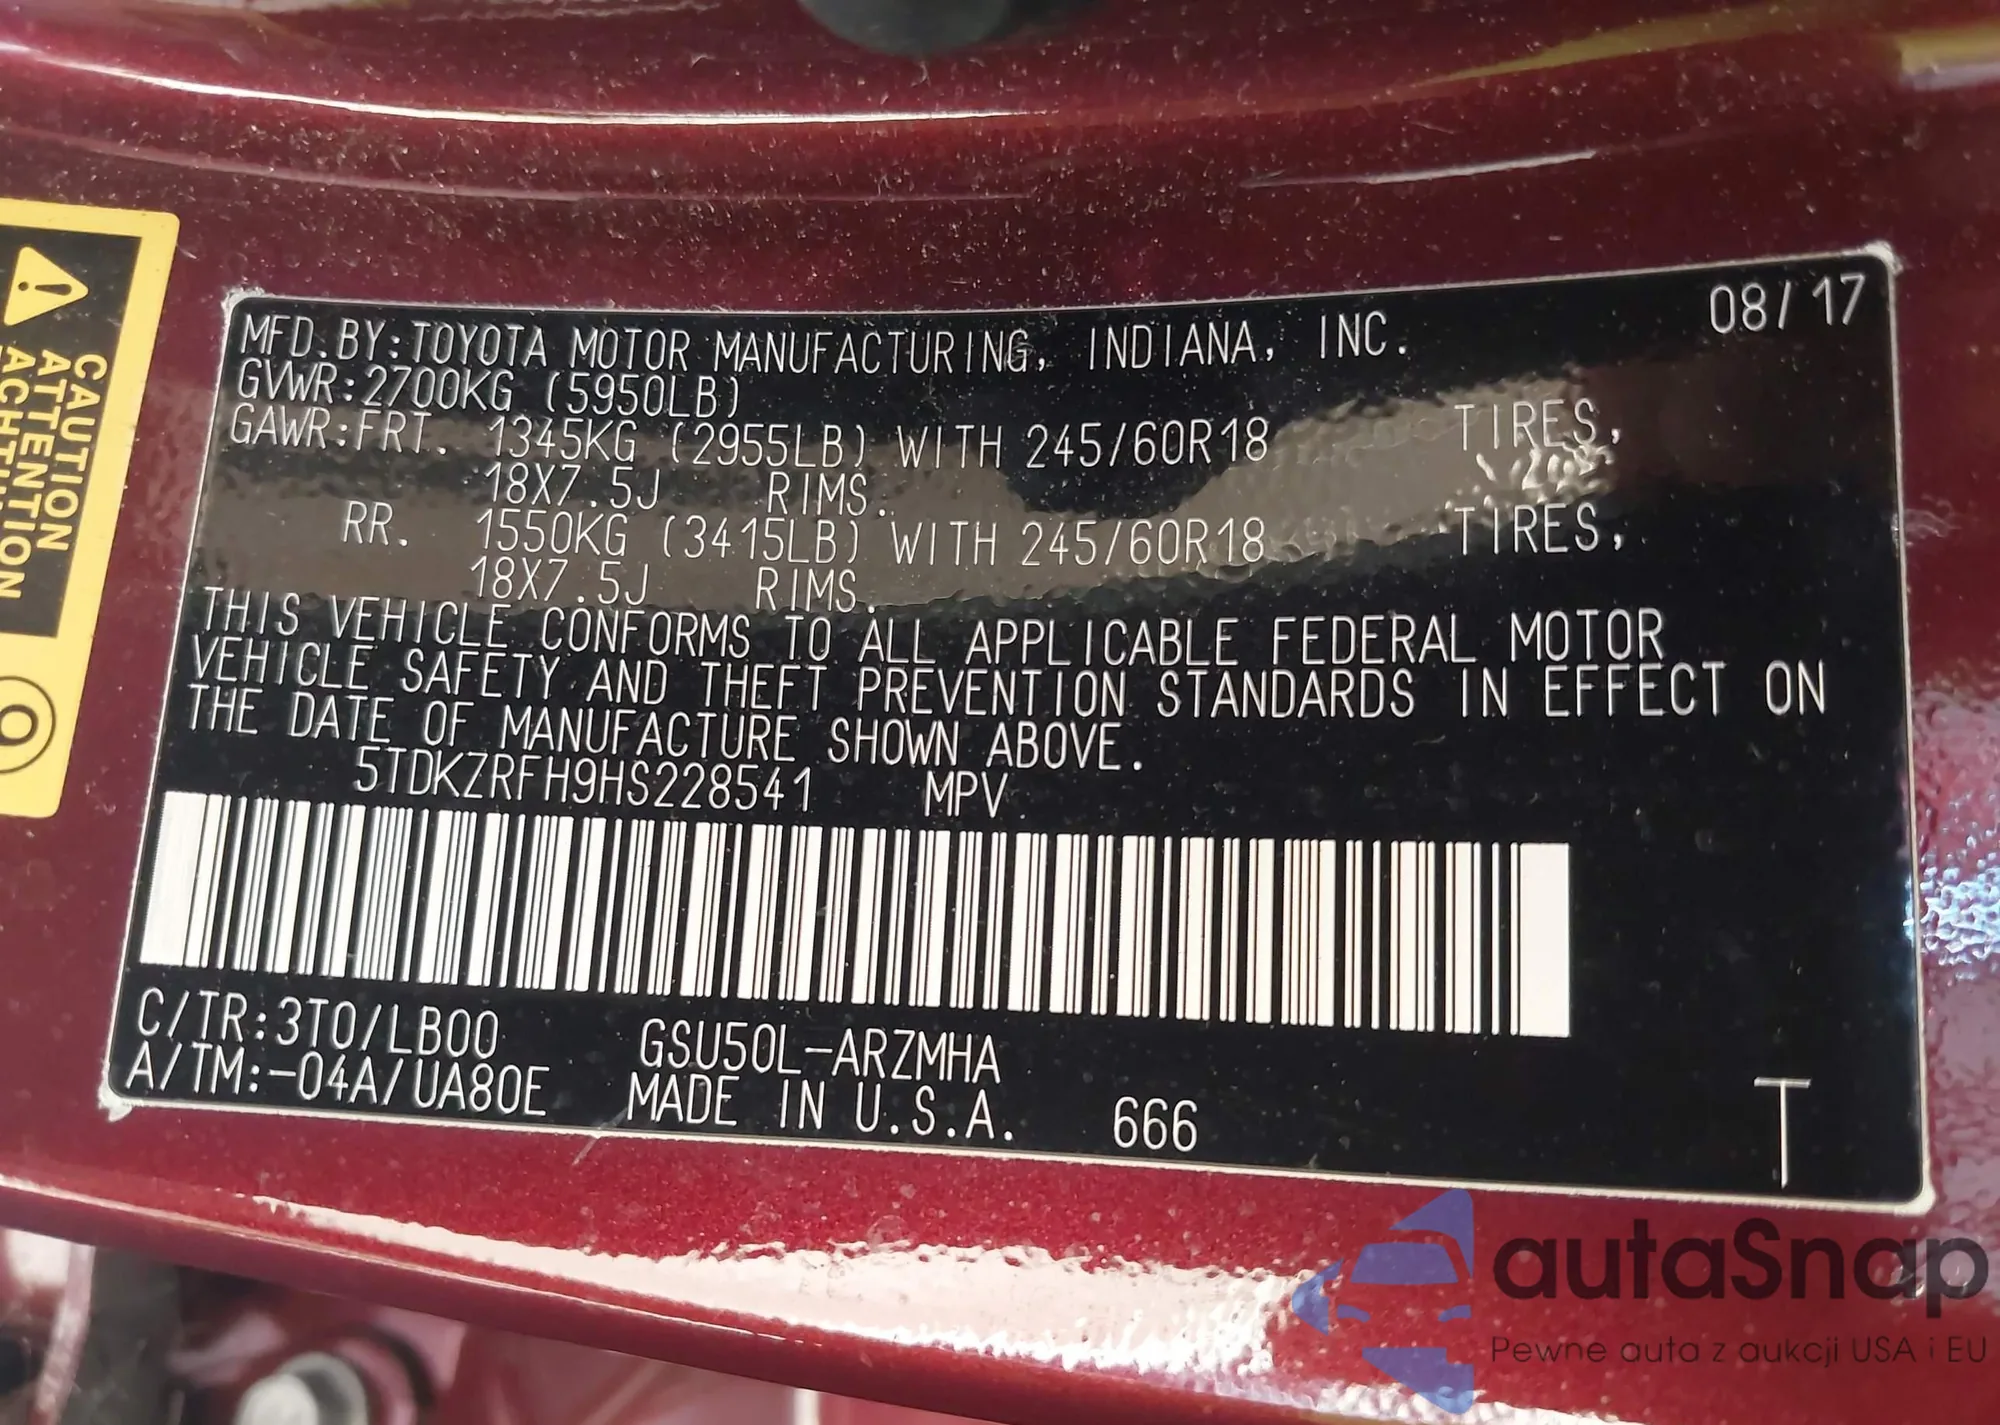 CAUTION
ATTENTION
08/17
MFD.BY:TOYOTA MOTOR MANUFACTURING, INDIANA, INC.
GVWR:2700KG (5950LB)
GAWR:FRT. 1345KG (2955LB) WITH 245/60R18 TIRES,
18X7.5J RIMS.
RR. 1550KG (3415LB) WITH 245/60R18 TIRES,
18X7.5J RIMS.
THIS VEHICLE CONFORMS TO ALL APPLICABLE FEDERAL MOTOR
VEHICLE SAFETY AND THEFT PREVENTION STANDARDS IN EFFECT ON
THE DATE OF MANUFACTURE SHOWN ABOVE.
5TDKZRFH9HS228541 MPV
C/TR:3T0/LB00 GSU50L-ARZMHA
A/TM:-04A/UA80E MADE IN U.S.A. 666
T
autaSnap
Pewne auta z aukcji USA i EU